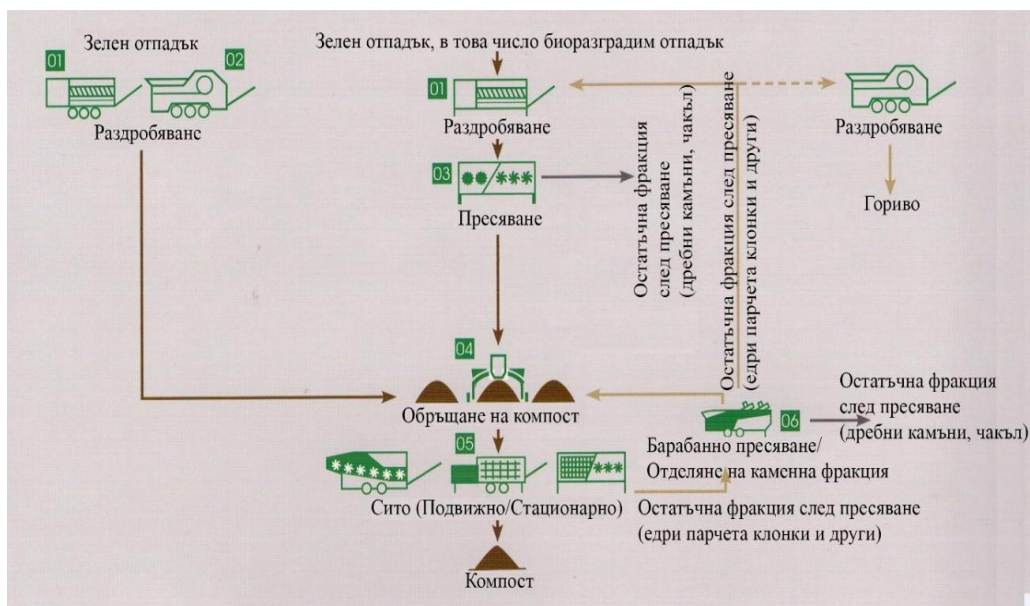 Зелен отпадък
01
02
Раздробяване
Зелен отпадък, в това число биоразградим отпадък
01
Раздробяване
03
Пресяване
Остатъчна фракция
след пресяване
(дребни камъни, чакъл)
Остатъчна фракция след пресяване
(едри парчета клонки и други)
Раздробяване
Гориво
04
Обръщане на компост
05
Сито (Подвижно/Стационарно)
Компост
06
Барабанно пресяване/
Отделяне на каменна фракция
Остатъчна фракция
след пресяване
(дребни камъни, чакъл)
Остатъчна фракция след пресяване
(едри парчета клонки и други)